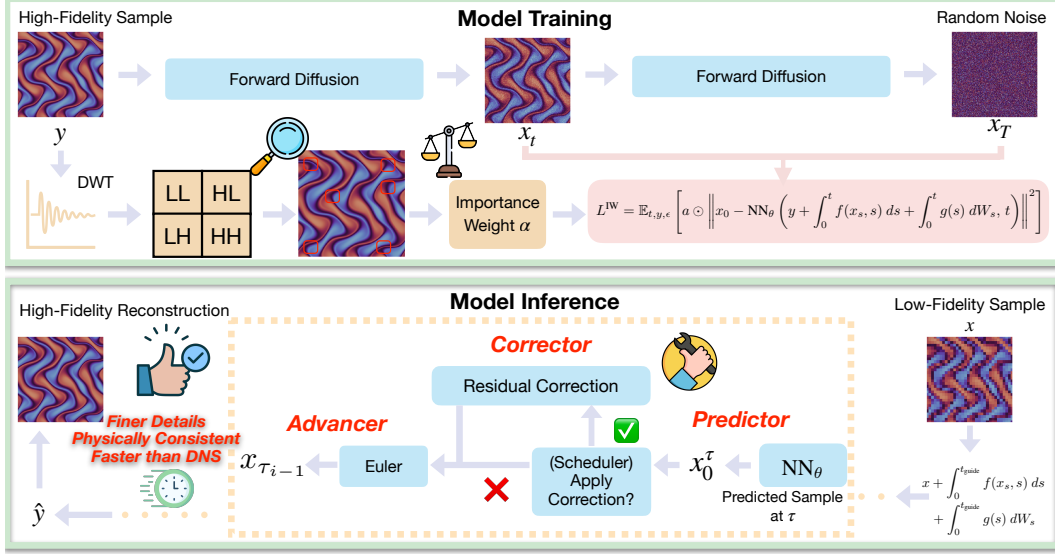 Model Training
High-Fidelity Sample
Random Noise
Forward Diffusion
Forward Diffusion
y
x_t
x_T
DWT
LL HL
LH HH
Importance
Weight α
L^{IW} = 𝔼_{t,y,ϵ} [ a ⊙ ‖ x_0 − NN_θ ( y + ∫_0^t f(x_s, s) ds + ∫_0^t g(s) dW_s, t ) ‖^2 ]
Model Inference
High-Fidelity Reconstruction
Low-Fidelity Sample
x
Corrector
Residual Correction
Finer Details
Physically Consistent
Faster than DNS
Advancer
Predictor
x_{τ_{i−1}}
Euler
(Scheduler)
Apply
Correction?
x_0^τ
NN_θ
Predicted Sample
at τ
x + ∫_0^{t_guide} f(x_s, s) ds
+ ∫_0^{t_guide} g(s) dW_s
ŷ